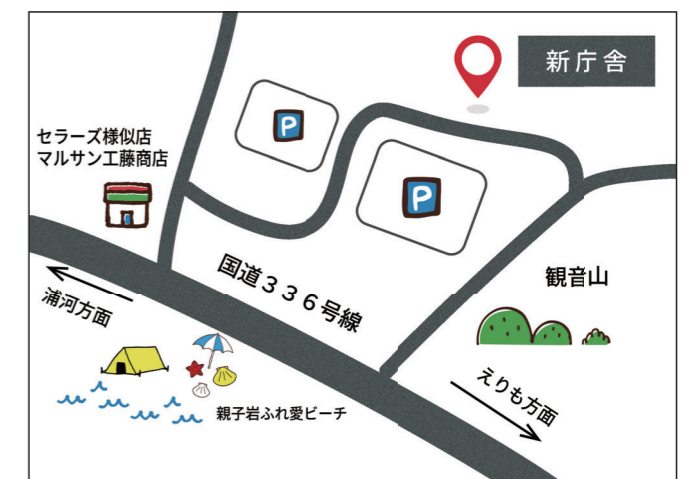 新庁舎
P
セラーズ様似店
マルサン工藤商店
P
国道３３６号線
観音山
浦河方面
えりも方面
親子岩ふれ愛ビーチ